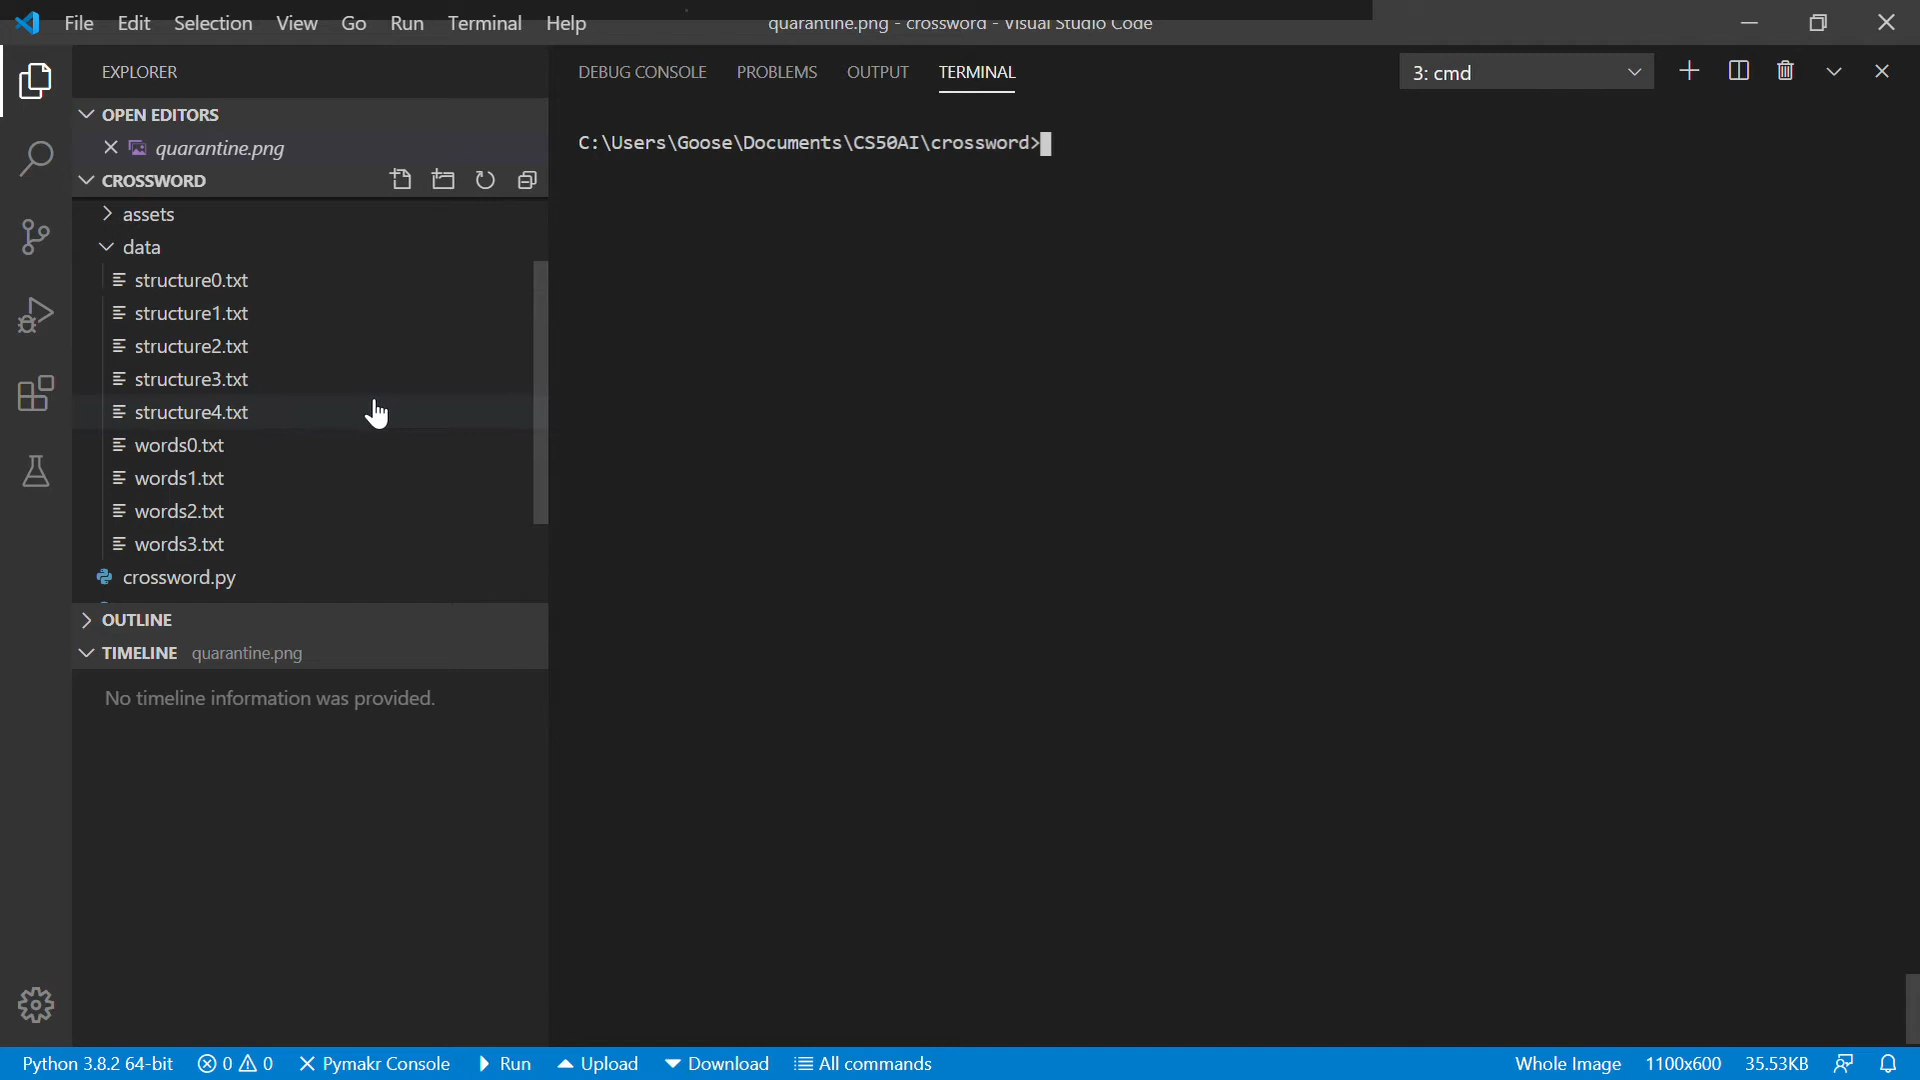 File Edit Selection View Go Run Terminal Help
quarantine.png - crossword - Visual Studio Code
EXPLORER
OPEN EDITORS
quarantine.png
CROSSWORD
assets
data
structure0.txt
structure1.txt
structure2.txt
structure3.txt
structure4.txt
words0.txt
words1.txt
words2.txt
words3.txt
crossword.py
OUTLINE
TIMELINE quarantine.png
No timeline information was provided.
DEBUG CONSOLE PROBLEMS OUTPUT TERMINAL
3: cmd
C:\Users\Goose\Documents\CS50AI\crossword>
Python 3.8.2 64-bit 0 0 Pymakr Console Run Upload Download All commands Whole Image 1100x600 35.53KB